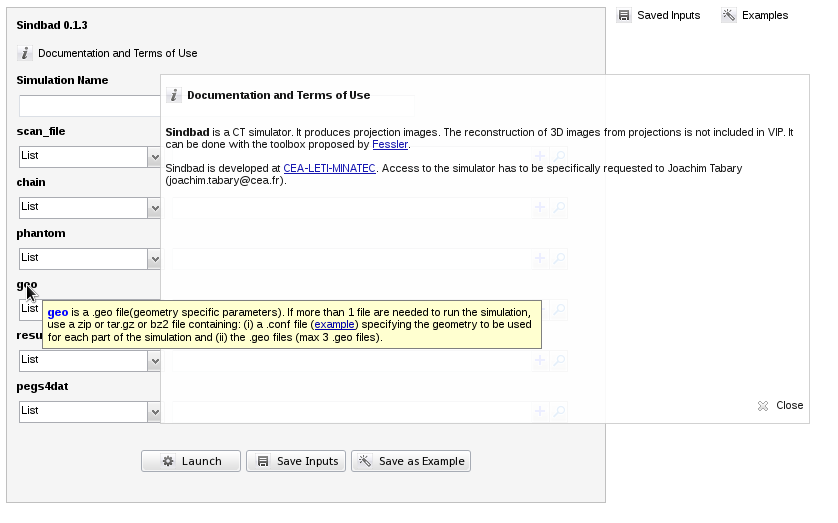 Sindbad 0.1.3
Saved Inputs
Examples
Documentation and Terms of Use
Simulation Name
Documentation and Terms of Use
scan_file
Sindbad is a CT simulator. It produces projection images. The reconstruction of 3D images from projections is not included in VIP. It
can be done with the toolbox proposed by Fessler.
List
Sindbad is developed at CEA-LETI-MINATEC. Access to the simulator has to be specifically requested to Joachim Tabary
(joachim.tabary@cea.fr).
chain
List
phantom
List
geo
List
geo is a .geo file(geometry specific parameters). If more than 1 file are needed to run the simulation,
use a zip or tar.gz or bz2 file containing: (i) a .conf file (example) specifying the geometry to be used
for each part of the simulation and (ii) the .geo files (max 3 .geo files).
resu
List
pegs4dat
List
Close
Launch
Save Inputs
Save as Example